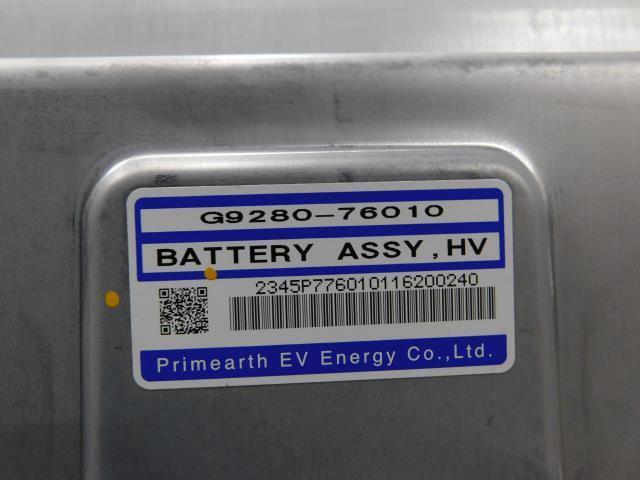 G9280-76010
BATTERY ASSY,HV
2345P776010116200240
Primearth EV Energy Co.,Ltd.